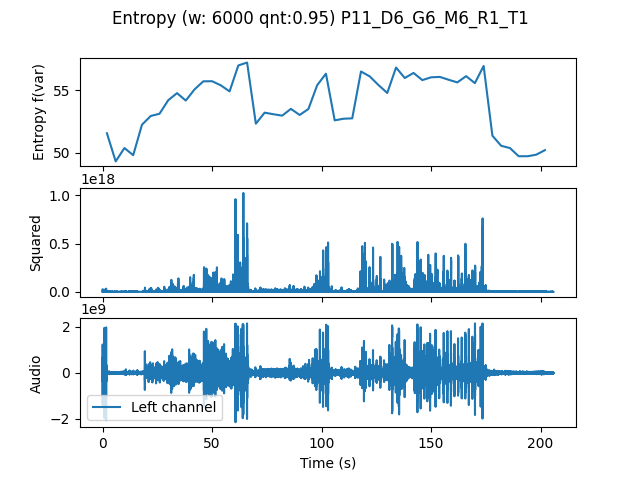 Entropy (w: 6000 qnt:0.95) P11_D6_G6_M6_R1_T1
Entropy f(var)
55
50
1e18
Squared
1.0
0.5
0.0
1e9
Audio
2
0
−2
Left channel
0 50 100 150 200
Time (s)